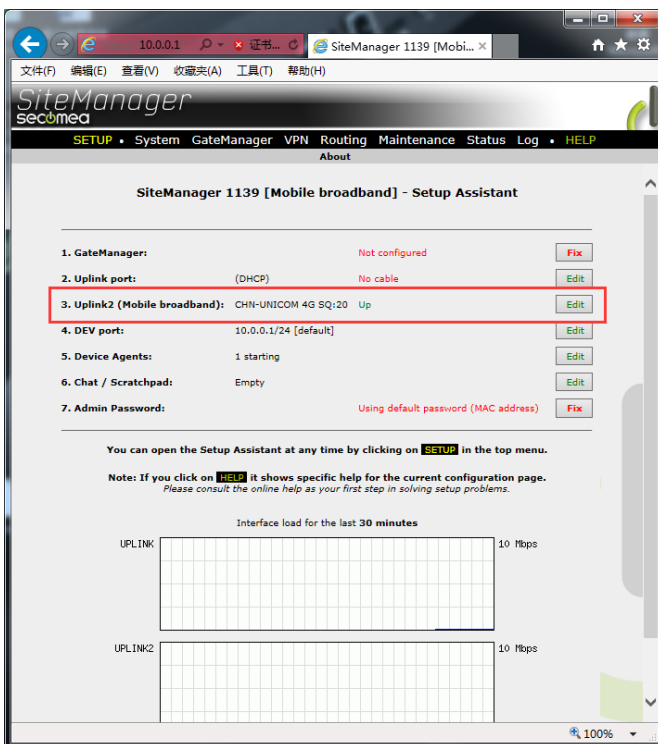 10.0.0.1
证书...
SiteManager 1139 [Mobi...
文件(F) 编辑(E) 查看(V) 收藏夹(A) 工具(T) 帮助(H)
SiteManager
secomea
SETUP • System GateManager VPN Routing Maintenance Status Log • HELP
About
SiteManager 1139 [Mobile broadband] - Setup Assistant
1. GateManager: Not configured Fix
2. Uplink port: (DHCP) No cable Edit
3. Uplink2 (Mobile broadband): CHN-UNICOM 4G SQ:20 Up Edit
4. DEV port: 10.0.0.1/24 [default] Edit
5. Device Agents: 1 starting Edit
6. Chat / Scratchpad: Empty Edit
7. Admin Password: Using default password (MAC address) Fix
You can open the Setup Assistant at any time by clicking on SETUP in the top menu.
Note: If you click on HELP it shows specific help for the current configuration page.
Please consult the online help as your first step in solving setup problems.
Interface load for the last 30 minutes
UPLINK 10 Mbps
UPLINK2 10 Mbps
100%